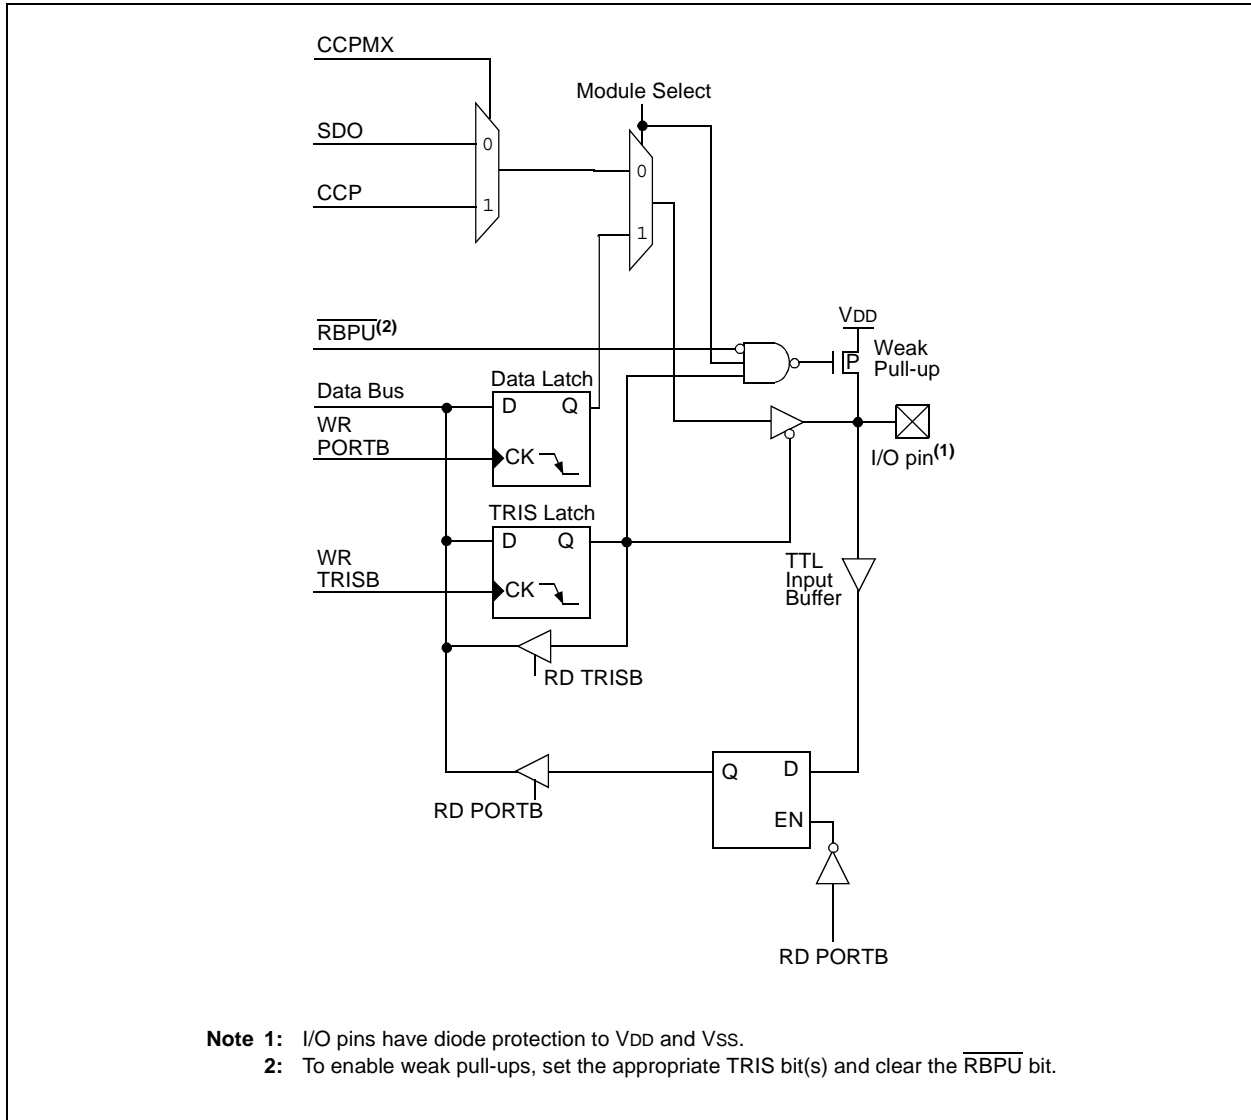 CCPMX
Module Select
SDO
0
0
CCP
1
1
VDD
RBPU(2)
Weak
Pull-up
P
Data Bus
Data Latch
D Q
WR
PORTB
CK
I/O pin(1)
TRIS Latch
D Q
WR
TRISB
CK
TTL
Input
Buffer
RD TRISB
Q D
EN
RD PORTB
RD PORTB
Note 1: I/O pins have diode protection to VDD and VSS.
2: To enable weak pull-ups, set the appropriate TRIS bit(s) and clear the RBPU bit.